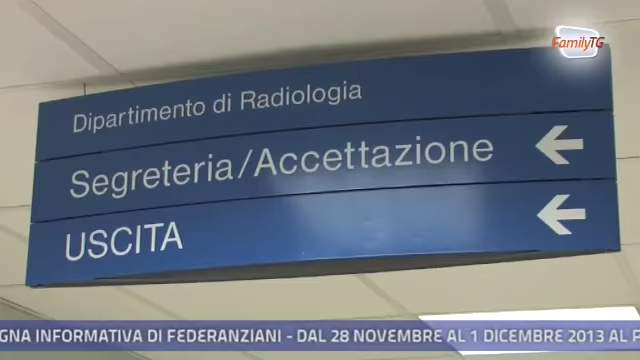 FamilyTG
Dipartimento di Radiologia
Segreteria/Accettazione
USCITA
INFORMATIVA DI FEDERANZIANI - DAL 28 NOVEMBRE AL 1 DICEMBRE 2013 AL